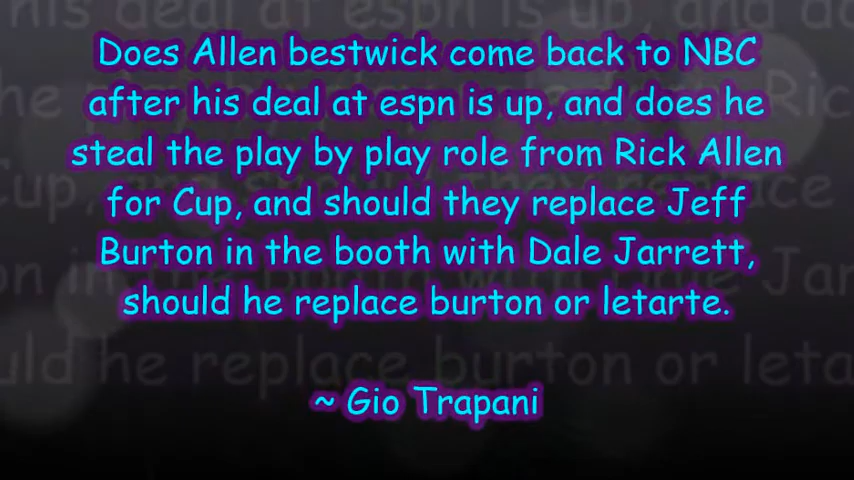 Does Allen bestwick come back to NBC
after his deal at espn is up, and does he
steal the play by play role from Rick Allen
for Cup, and should they replace Jeff
Burton in the booth with Dale Jarrett,
should he replace burton or letarte.
~ Gio Trapani